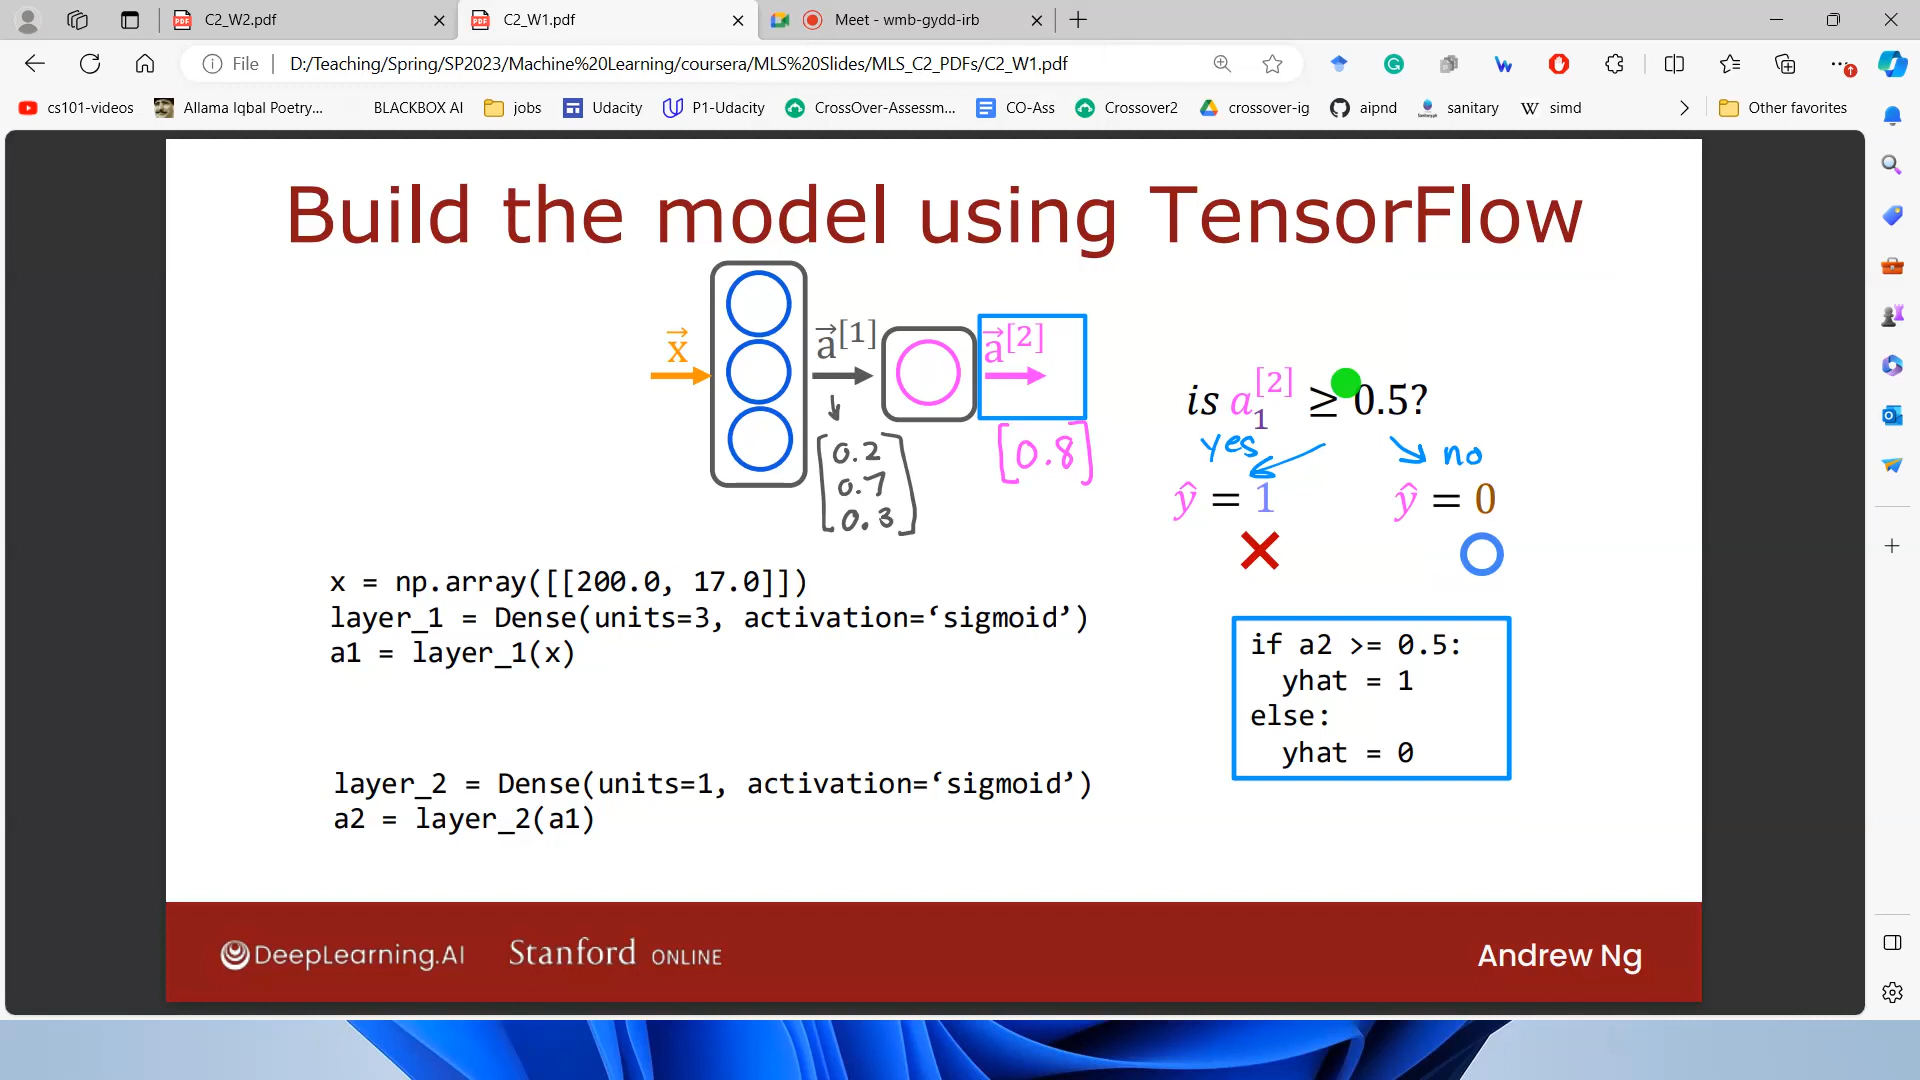 C2_W2.pdf
C2_W1.pdf
Meet - wmb-gydd-irb
File
D:/Teaching/Spring/SP2023/Machine%20Learning/coursera/MLS%20Slides/MLS_C2_PDFs/C2_W1.pdf
cs101-videos
Allama Iqbal Poetry...
BLACKBOX AI
jobs
Udacity
P1-Udacity
CrossOver-Assessm...
CO-Ass
Crossover2
crossover-ig
aipnd
sanitary
simd
Other favorites
Build the model using TensorFlow
x⃗
a⃗[1]
a⃗[2]
[0.2
0.7
0.3]
[0.8]
is a₁[2] ≥ 0.5?
yes
no
ŷ = 1
ŷ = 0
x = np.array([[200.0, 17.0]])
layer_1 = Dense(units=3, activation=‘sigmoid’)
a1 = layer_1(x)
layer_2 = Dense(units=1, activation=‘sigmoid’)
a2 = layer_2(a1)
if a2 >= 0.5:
yhat = 1
else:
yhat = 0
DeepLearning.AI
Stanford ONLINE
Andrew Ng